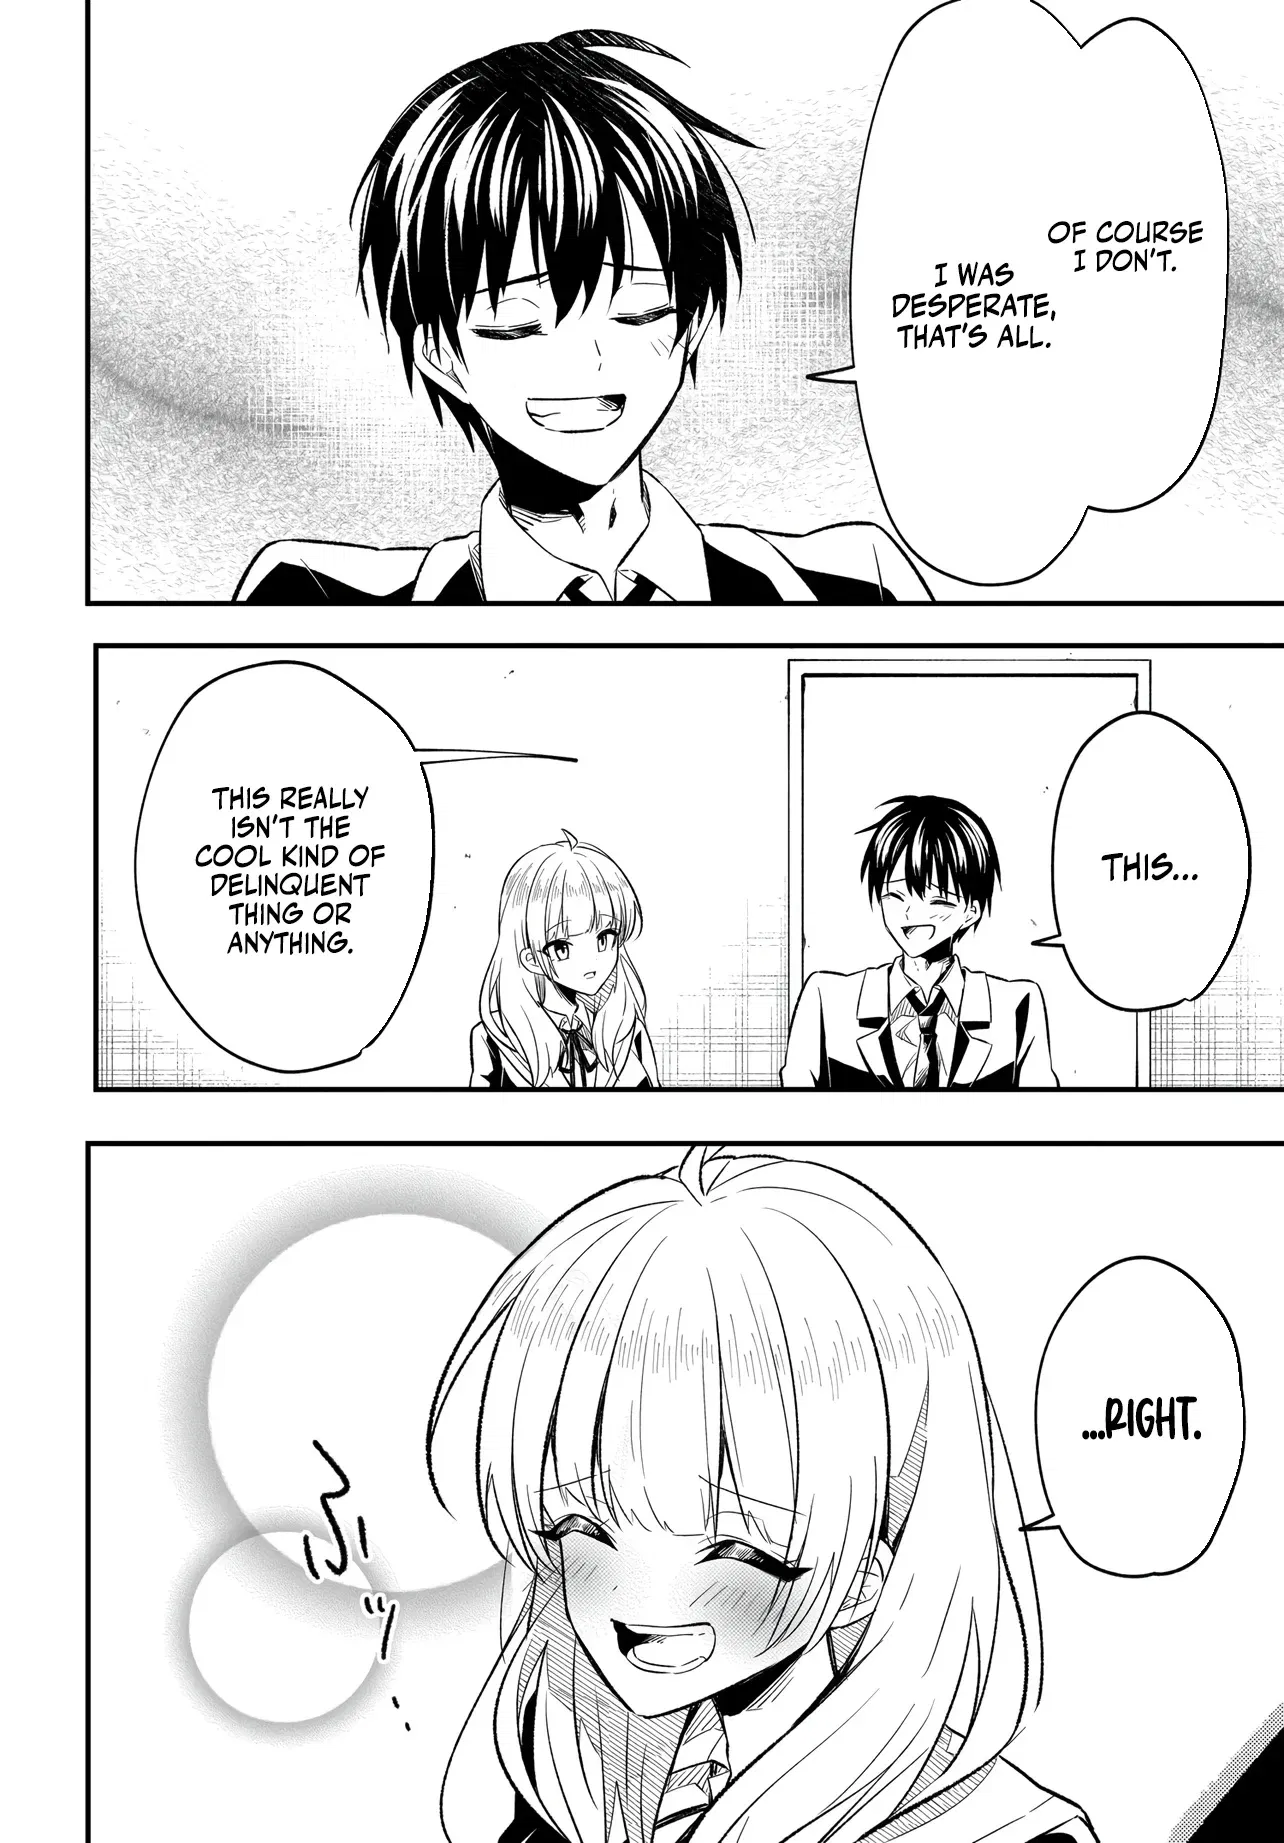 OF COURSE
I DON'T.
I WAS
DESPERATE,
THAT'S ALL.
THIS...
THIS REALLY
ISN'T THE
COOL KIND OF
DELINQUENT
THING OR
ANYTHING.
...RIGHT.
ふ
ッ
…